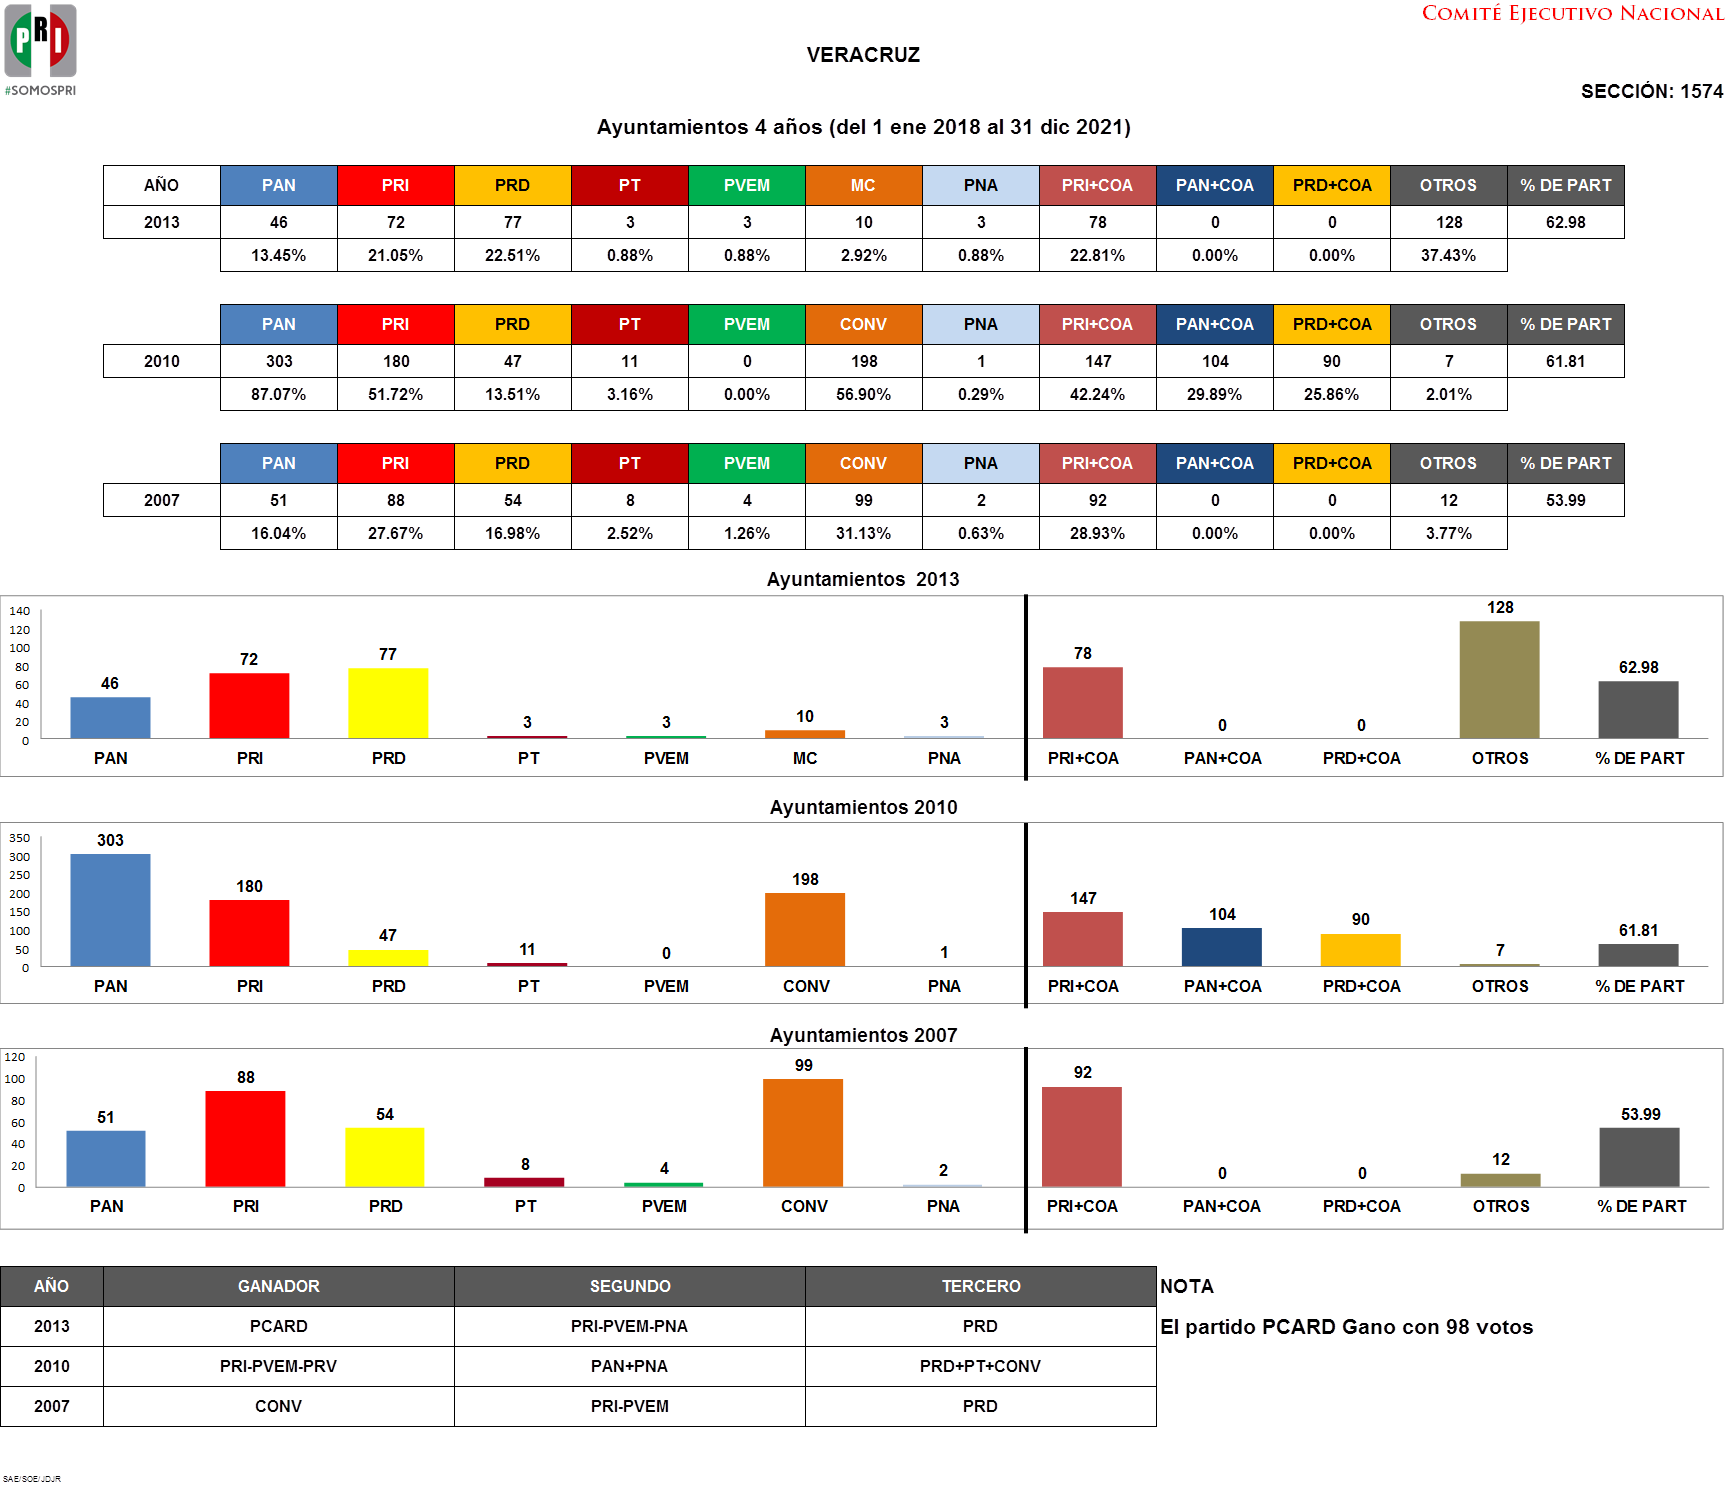 PRI
#SOMOSPRI
COMITÉ EJECUTIVO NACIONAL
VERACRUZ
SECCIÓN: 1574
Ayuntamientos 4 años (del 1 ene 2018 al 31 dic 2021)
AÑO PAN PRI PRD PT PVEM MC PNA PRI+COA PAN+COA PRD+COA OTROS % DE PART
2013 46 72 77 3 3 10 3 78 0 0 128 62.98
13.45% 21.05% 22.51% 0.88% 0.88% 2.92% 0.88% 22.81% 0.00% 0.00% 37.43%
PAN PRI PRD PT PVEM CONV PNA PRI+COA PAN+COA PRD+COA OTROS % DE PART
2010 303 180 47 11 0 198 1 147 104 90 7 61.81
87.07% 51.72% 13.51% 3.16% 0.00% 56.90% 0.29% 42.24% 29.89% 25.86% 2.01%
PAN PRI PRD PT PVEM CONV PNA PRI+COA PAN+COA PRD+COA OTROS % DE PART
2007 51 88 54 8 4 99 2 92 0 0 12 53.99
16.04% 27.67% 16.98% 2.52% 1.26% 31.13% 0.63% 28.93% 0.00% 0.00% 3.77%
Ayuntamientos 2013
140
120
100
80
60
40
20
0
46 72 77 3 3 10 3 78 0 0 128 62.98
PAN PRI PRD PT PVEM MC PNA PRI+COA PAN+COA PRD+COA OTROS % DE PART
Ayuntamientos 2010
350
300
250
200
150
100
50
0
303 180 47 11 0 198 1 147 104 90 7 61.81
PAN PRI PRD PT PVEM CONV PNA PRI+COA PAN+COA PRD+COA OTROS % DE PART
Ayuntamientos 2007
120
100
80
60
40
20
0
51 88 54 8 4 99 2 92 0 0 12 53.99
PAN PRI PRD PT PVEM CONV PNA PRI+COA PAN+COA PRD+COA OTROS % DE PART
AÑO GANADOR SEGUNDO TERCERO NOTA
2013 PCARD PRI-PVEM-PNA PRD El partido PCARD Gano con 98 votos
2010 PRI-PVEM-PRV PAN+PNA PRD+PT+CONV
2007 CONV PRI-PVEM PRD
SAE/SOE/JDJR